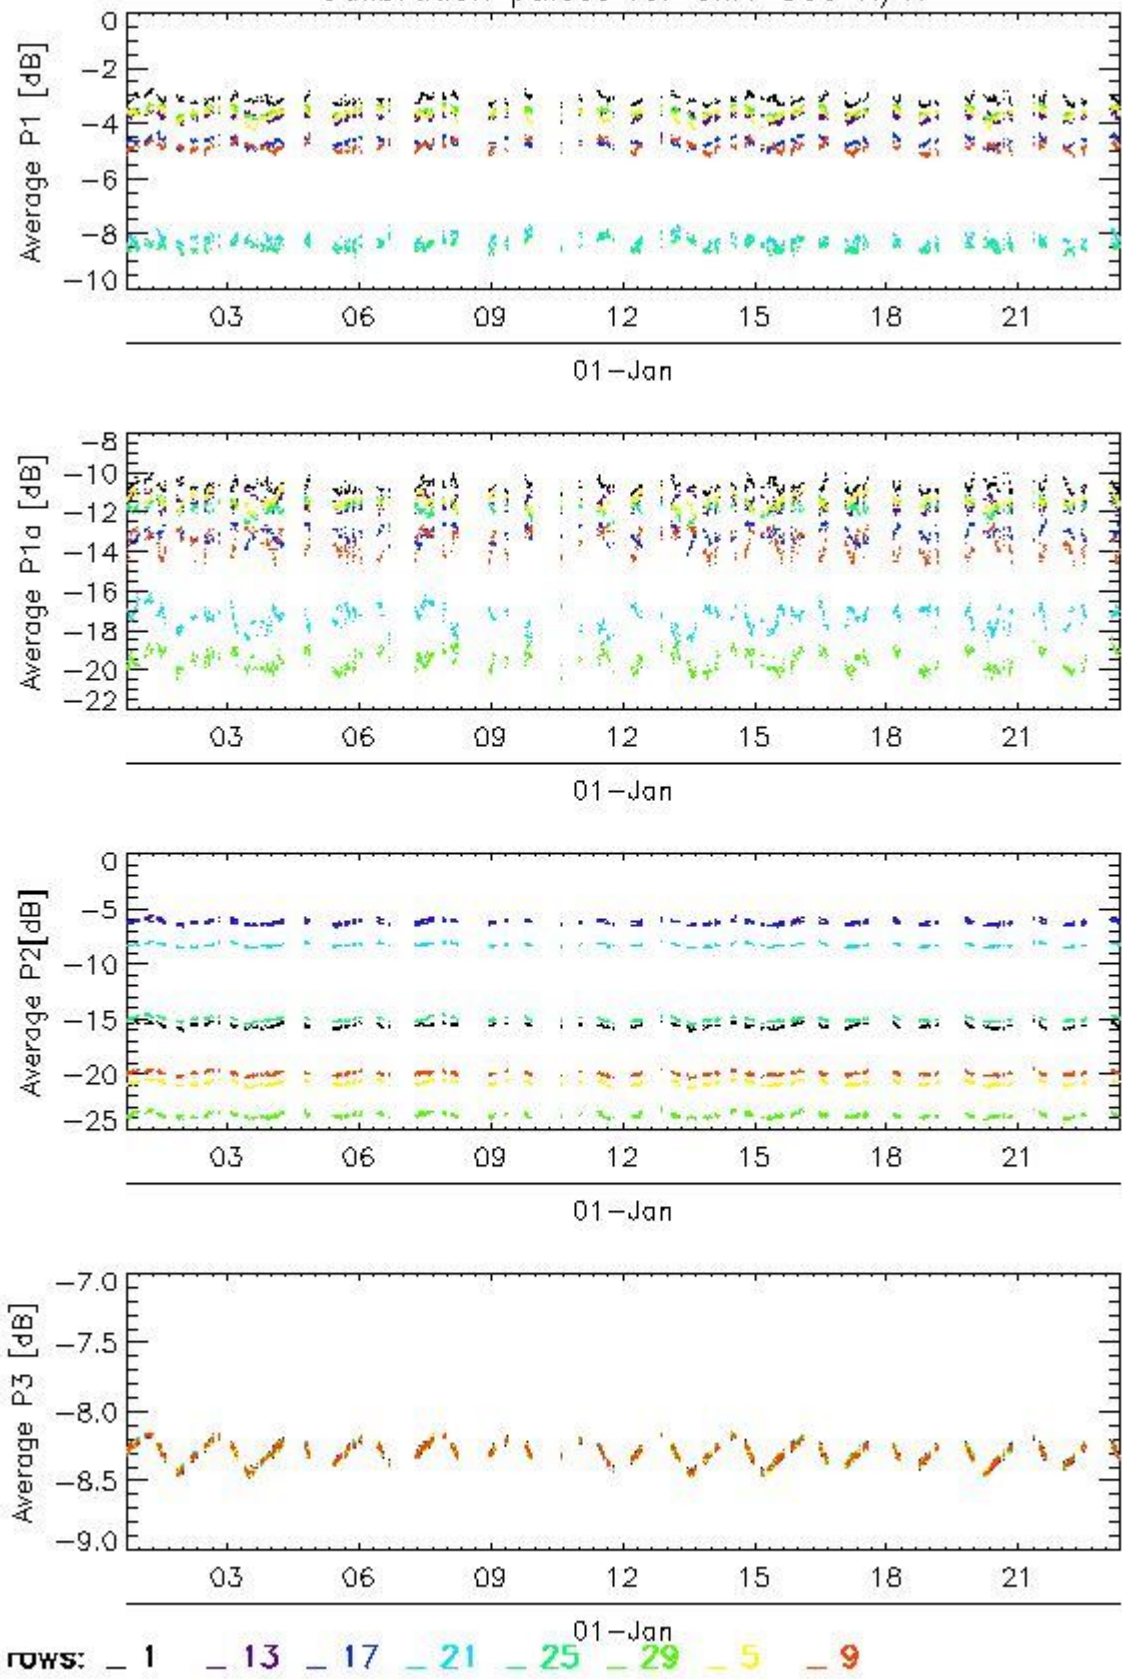 0
−2
−4
−6
−8
−10
Average P1 [dB]
03 06 09 12 15 18 21
01−Jan
−8
−10
−12
−14
−16
−18
−20
−22
Average P1a [dB]
03 06 09 12 15 18 21
01−Jan
0
−5
−10
−15
−20
−25
Average P2[dB]
03 06 09 12 15 18 21
01−Jan
−7.0
−7.5
−8.0
−8.5
−9.0
Average P3 [dB]
03 06 09 12 15 18 21
01−Jan
rows: _ 1 _ 13 _ 17 _ 21 _ 25 _ 29 _ 5 _ 9